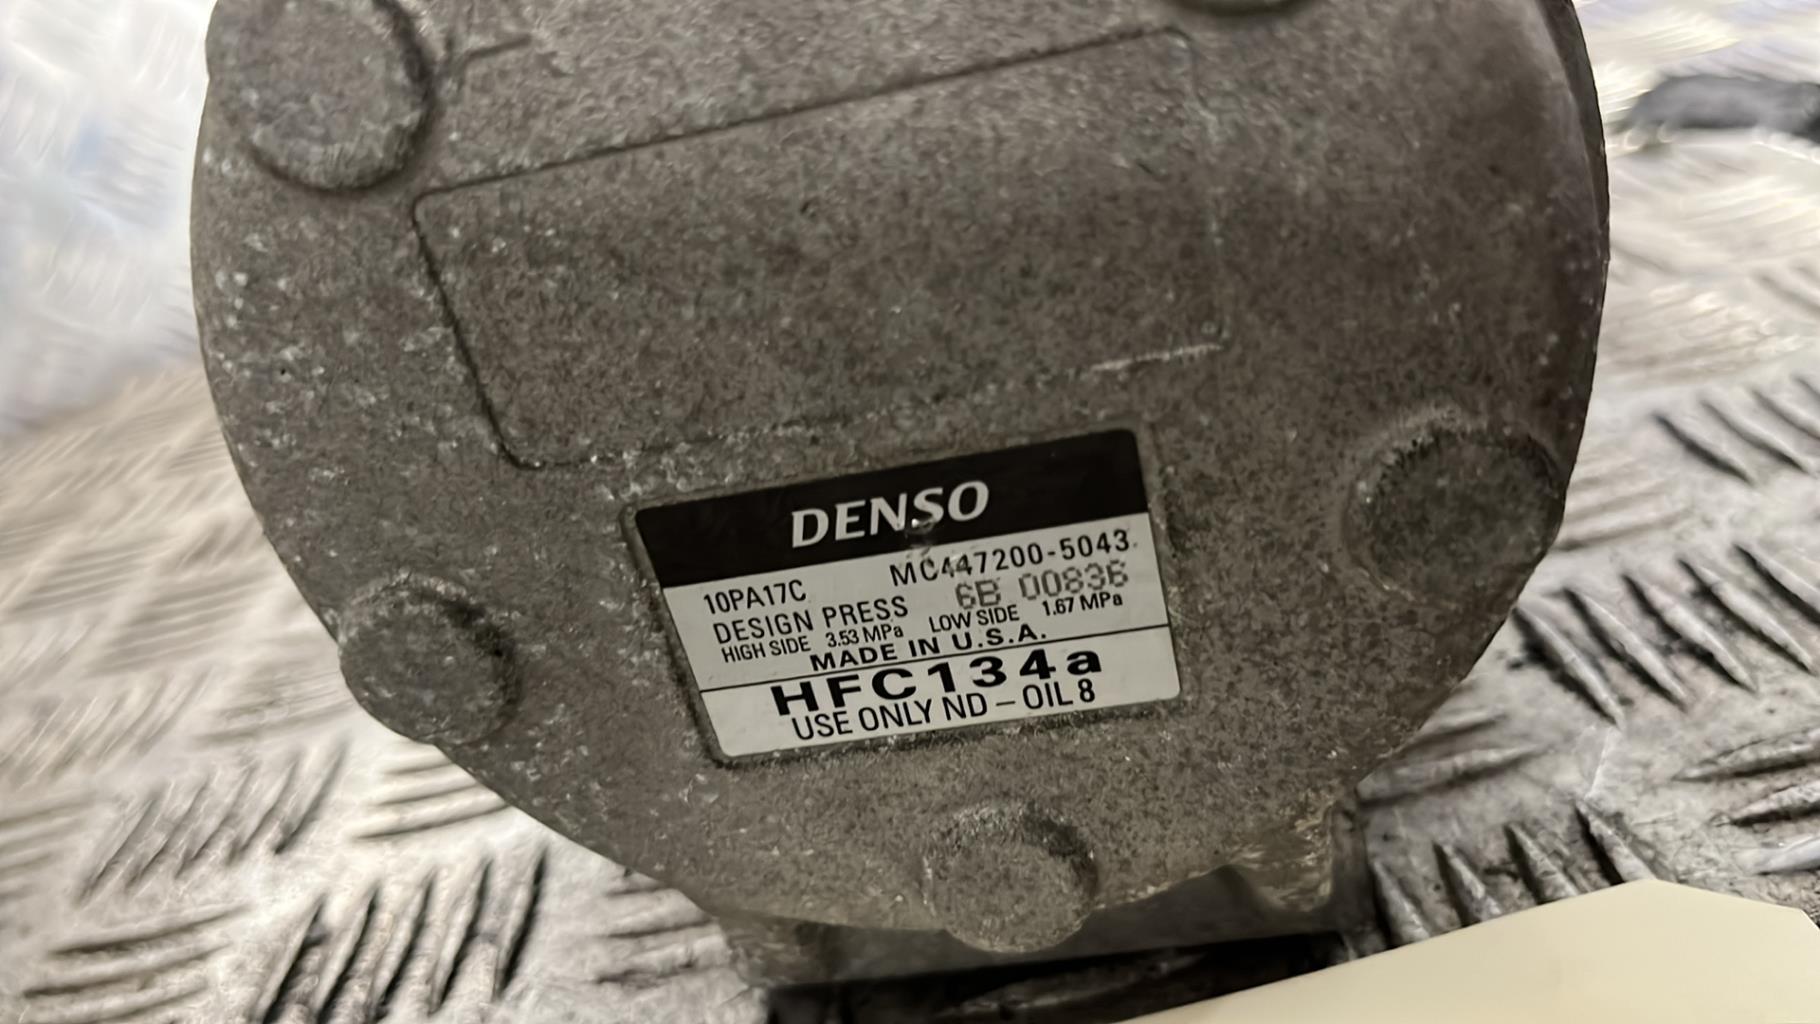 DENSO
10PA17C MC447200-5043
DESIGN PRESS 6B 00836
HIGH SIDE 3.53 MPa LOW SIDE 1.67 MPa
MADE IN U.S.A.
HFC134a
USE ONLY ND-OIL 8